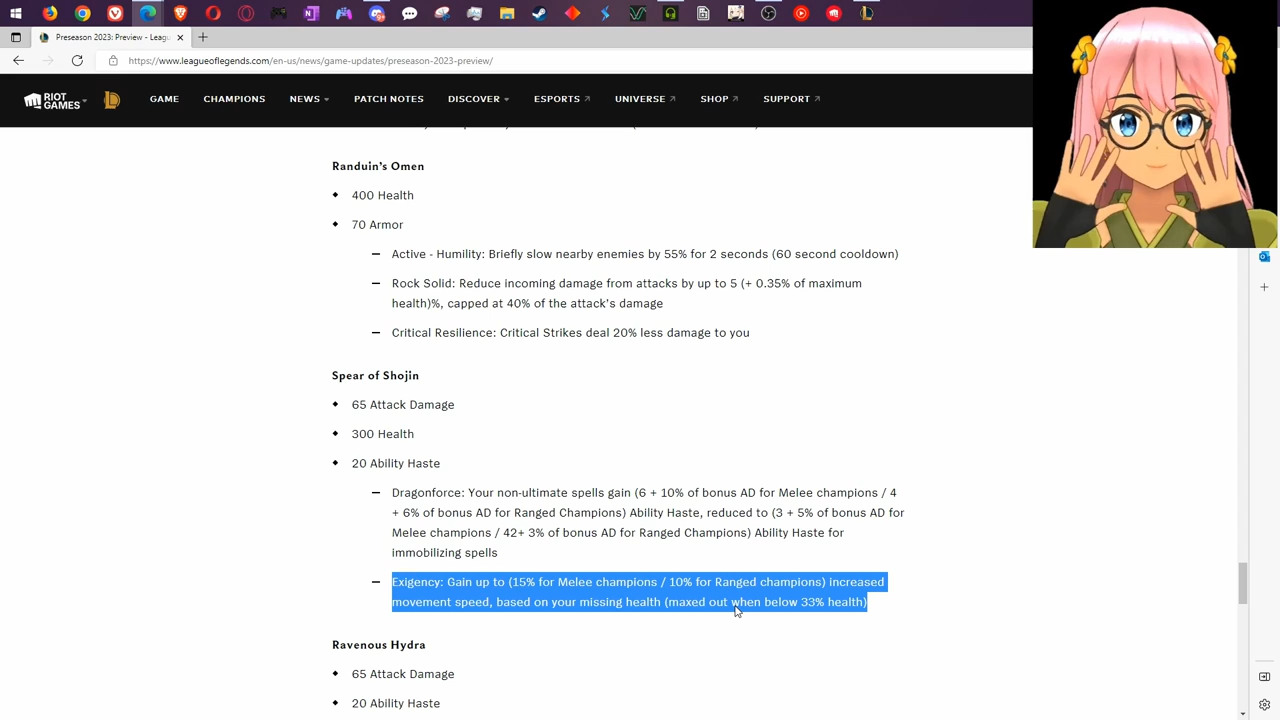 Preseason 2023: Preview - Leagu
https://www.leagueoflegends.com/en-us/news/game-updates/preseason-2023-preview/
RIOT GAMES
GAME
CHAMPIONS
NEWS
PATCH NOTES
DISCOVER
ESPORTS
UNIVERSE
SHOP
SUPPORT
Randuin's Omen
400 Health
70 Armor
Active - Humility: Briefly slow nearby enemies by 55% for 2 seconds (60 second cooldown)
Rock Solid: Reduce incoming damage from attacks by up to 5 (+ 0.35% of maximum
health)%, capped at 40% of the attack's damage
Critical Resilience: Critical Strikes deal 20% less damage to you
Spear of Shojin
65 Attack Damage
300 Health
20 Ability Haste
Dragonforce: Your non-ultimate spells gain (6 + 10% of bonus AD for Melee champions / 4
+ 6% of bonus AD for Ranged Champions) Ability Haste, reduced to (3 + 5% of bonus AD for
Melee champions / 42+ 3% of bonus AD for Ranged Champions) Ability Haste for
immobilizing spells
Exigency: Gain up to (15% for Melee champions / 10% for Ranged champions) increased
movement speed, based on your missing health (maxed out when below 33% health)
Ravenous Hydra
65 Attack Damage
20 Ability Haste